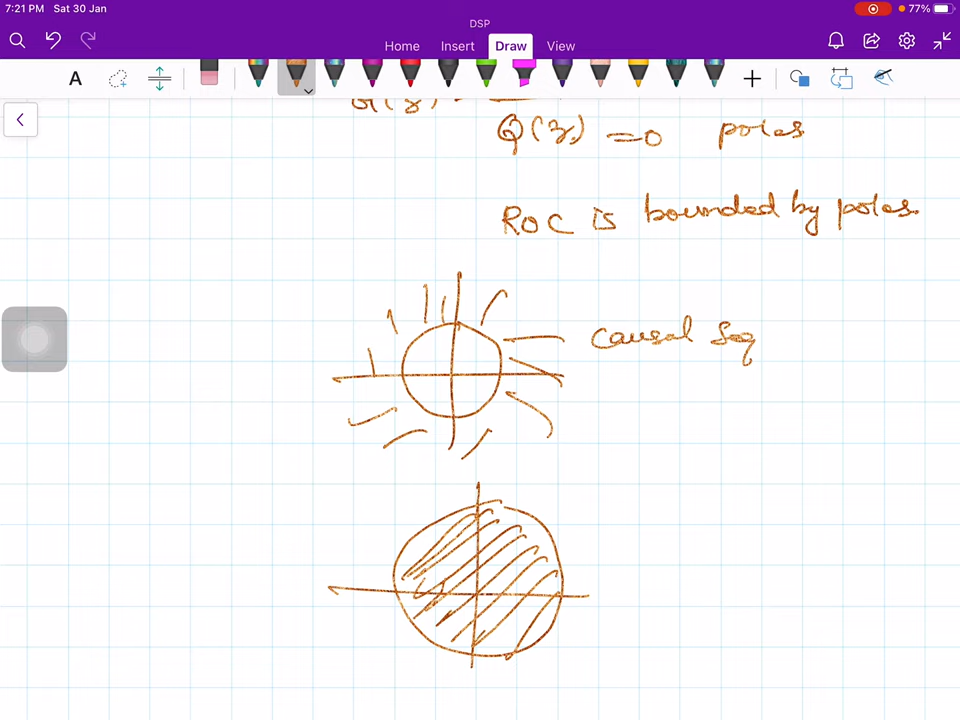 7:21 PM Sat 30 Jan
77%
DSP
Home Insert Draw View
A
Q(z) =0 poles
ROC is bounded by poles.
Causal Seq